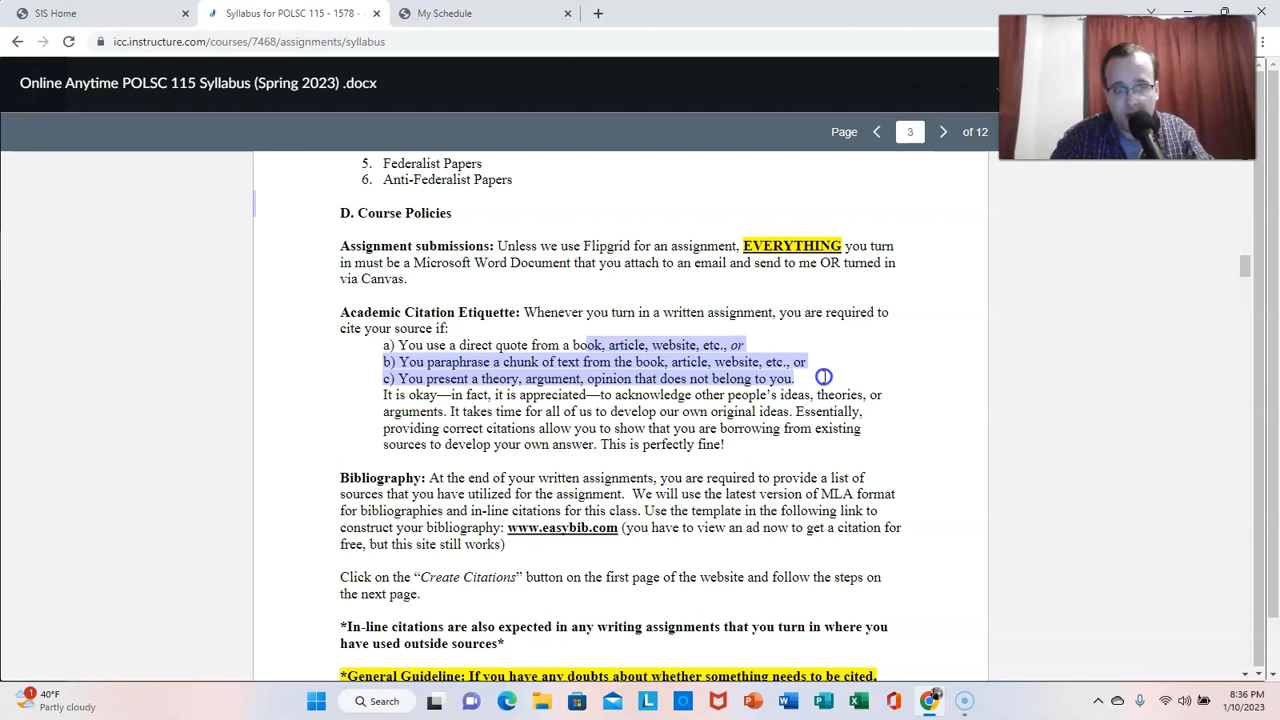 SIS Home
Syllabus for POLSC 115 - 1578 -
My Schedule
icc.instructure.com/courses/7468/assignments/syllabus
Online Anytime POLSC 115 Syllabus (Spring 2023) .docx
Page 3 of 12
5. Federalist Papers
6. Anti-Federalist Papers
D. Course Policies
Assignment submissions: Unless we use Flipgrid for an assignment, EVERYTHING you turn
in must be a Microsoft Word Document that you attach to an email and send to me OR turned in
via Canvas.
Academic Citation Etiquette: Whenever you turn in a written assignment, you are required to
cite your source if:
a) You use a direct quote from a book, article, website, etc., or
b) You paraphrase a chunk of text from the book, article, website, etc., or
c) You present a theory, argument, opinion that does not belong to you.
It is okay—in fact, it is appreciated—to acknowledge other people's ideas, theories, or
arguments. It takes time for all of us to develop our own original ideas. Essentially,
providing correct citations allow you to show that you are borrowing from existing
sources to develop your own answer. This is perfectly fine!
Bibliography: At the end of your written assignments, you are required to provide a list of
sources that you have utilized for the assignment.  We will use the latest version of MLA format
for bibliographies and in-line citations for this class. Use the template in the following link to
construct your bibliography: www.easybib.com (you have to view an ad now to get a citation for
free, but this site still works)
Click on the “Create Citations” button on the first page of the website and follow the steps on
the next page.
*In-line citations are also expected in any writing assignments that you turn in where you
have used outside sources*
*General Guideline: If you have any doubts about whether something needs to be cited,
1
40°F
Partly cloudy
Search
8:36 PM
1/10/2023